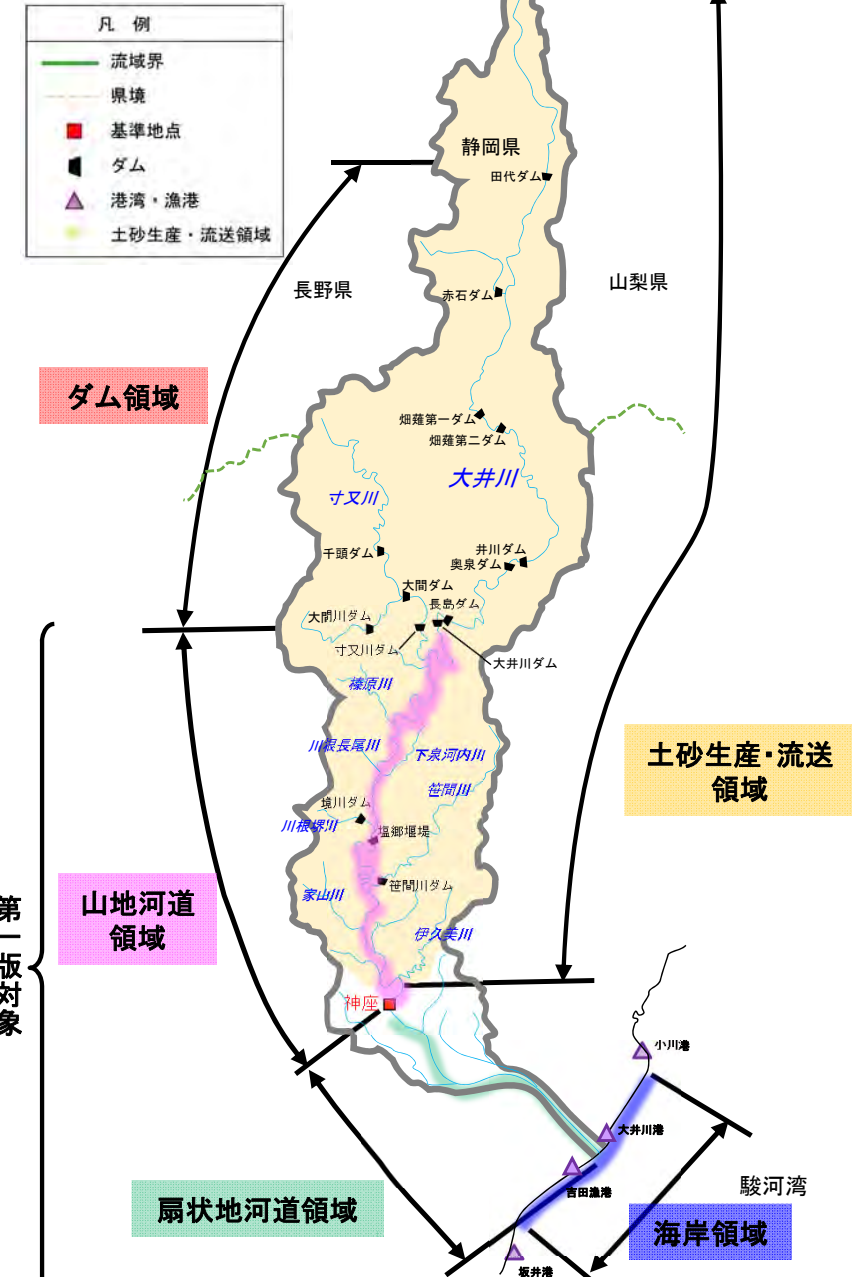 凡 例
流域界
県境
基準地点
ダム
港湾・漁港
土砂生産・流送領域
静岡県
田代ダム
長野県
山梨県
赤石ダム
ダム領域
畑薙第一ダム
畑薙第二ダム
大井川
寸又川
千頭ダム
井川ダム
奥泉ダム
大間ダム
長島ダム
大間川ダム
寸又川ダム
大井川ダム
榛原川
川根長尾川
下泉河内川
土砂生産・流送
領域
笹間川
境川ダム
川根堺川
塩郷堰堤
笹間川ダム
家山川
山地河道
領域
伊久美川
第一版対象
神座
小川港
大井川港
吉田漁港
駿河湾
扇状地河道領域
海岸領域
坂井港